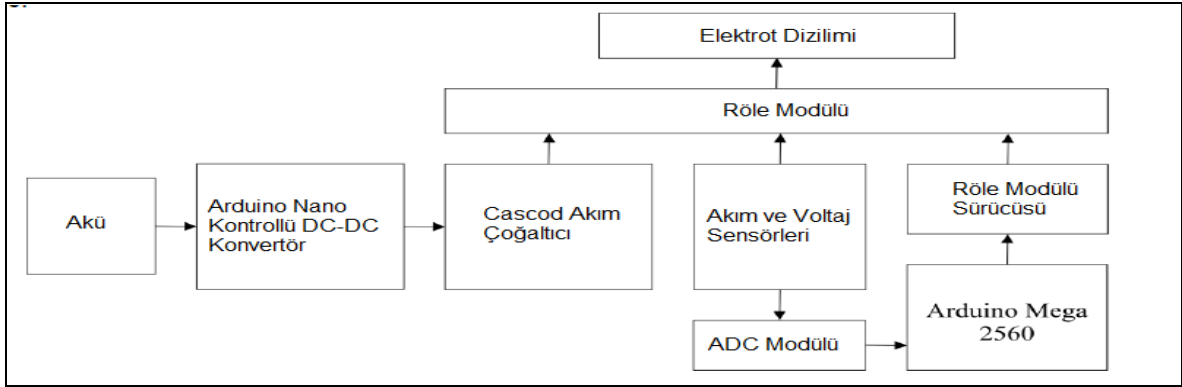 Elektrot Dizilimi
Röle Modülü
Akü
Arduino Nano
Kontrollü DC-DC
Konvertör
Cascod Akım
Çoğaltıcı
Akım ve Voltaj
Sensörleri
Röle Modülü
Sürücüsü
ADC Modülü
Arduino Mega
2560